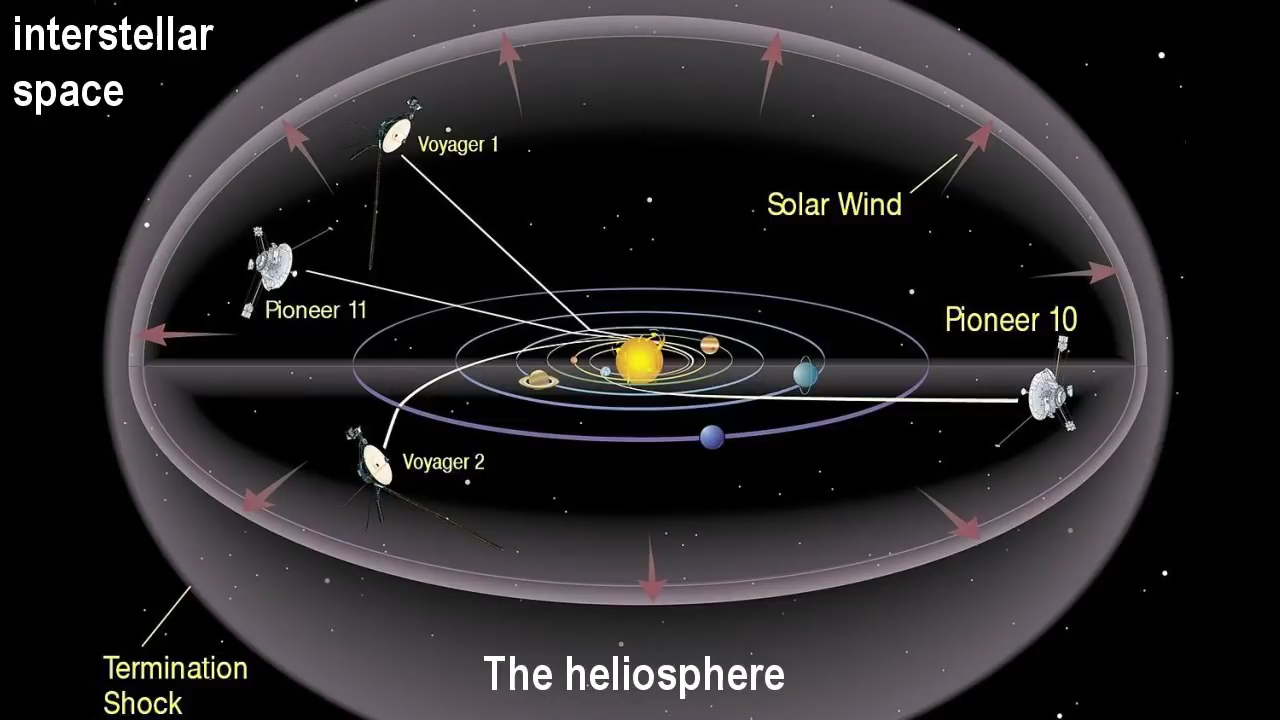 interstellar
space
Voyager 1
Solar Wind
Pioneer 11
Pioneer 10
Voyager 2
Termination
Shock
The heliosphere